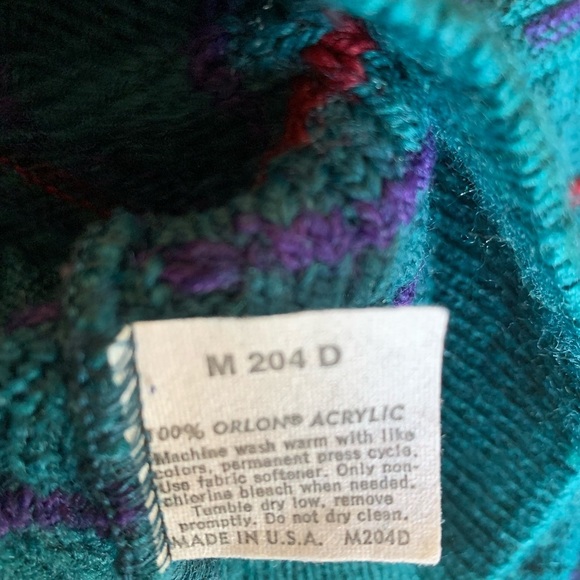 M 204 D
00% ORLON® ACRYLIC
Machine wash warm with like
colors, permanent press cycle.
Use fabric softener. Only non-
chlorine bleach when needed.
Tumble dry low, remove
promptly. Do not dry clean.
MADE IN U.S.A. M204D